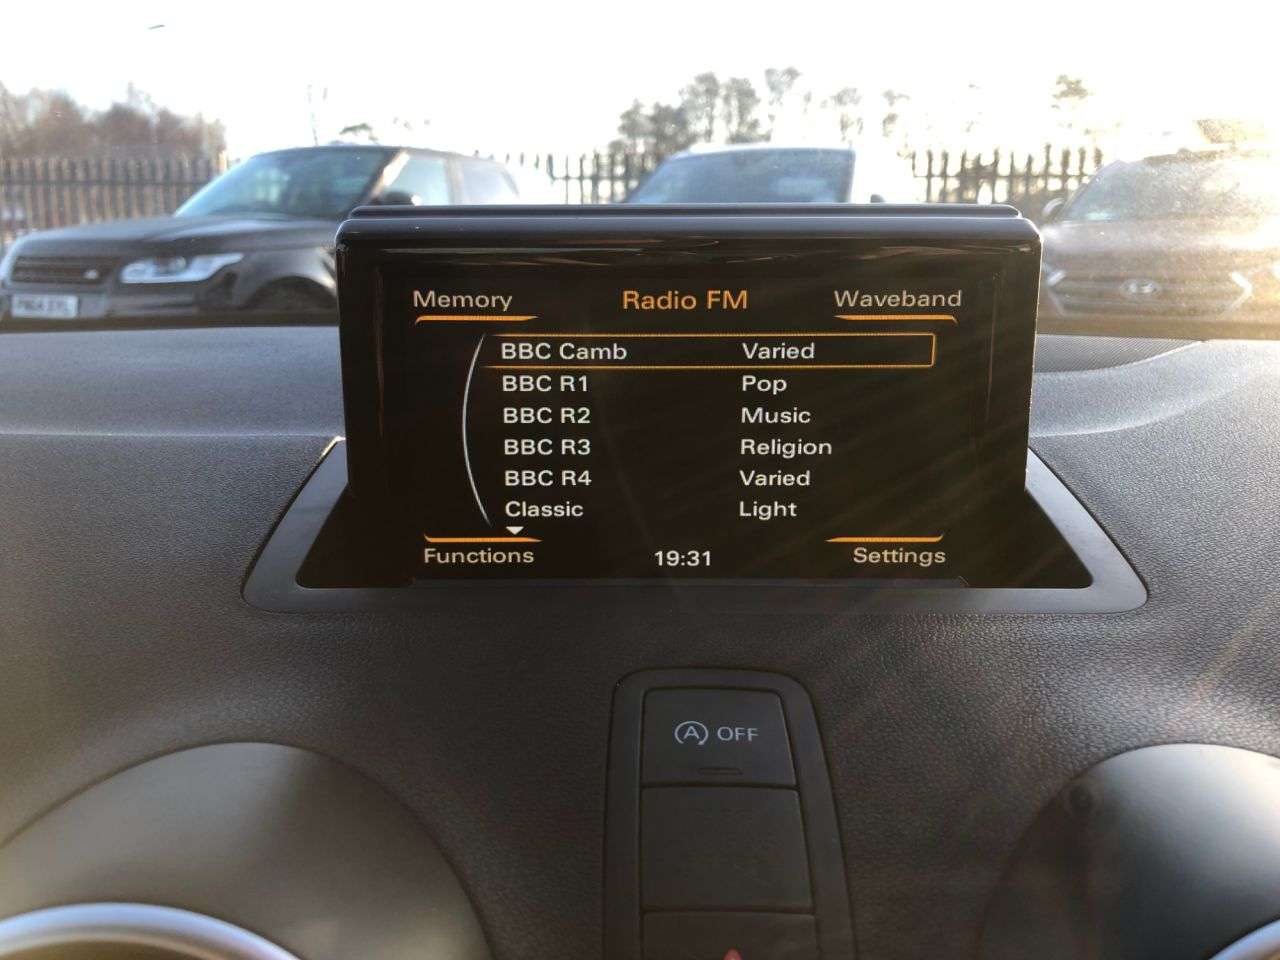 Memory Radio FM Waveband
BBC Camb Varied
BBC R1 Pop
BBC R2 Music
BBC R3 Religion
BBC R4 Varied
Classic Light
Functions 19:31 Settings
A OFF